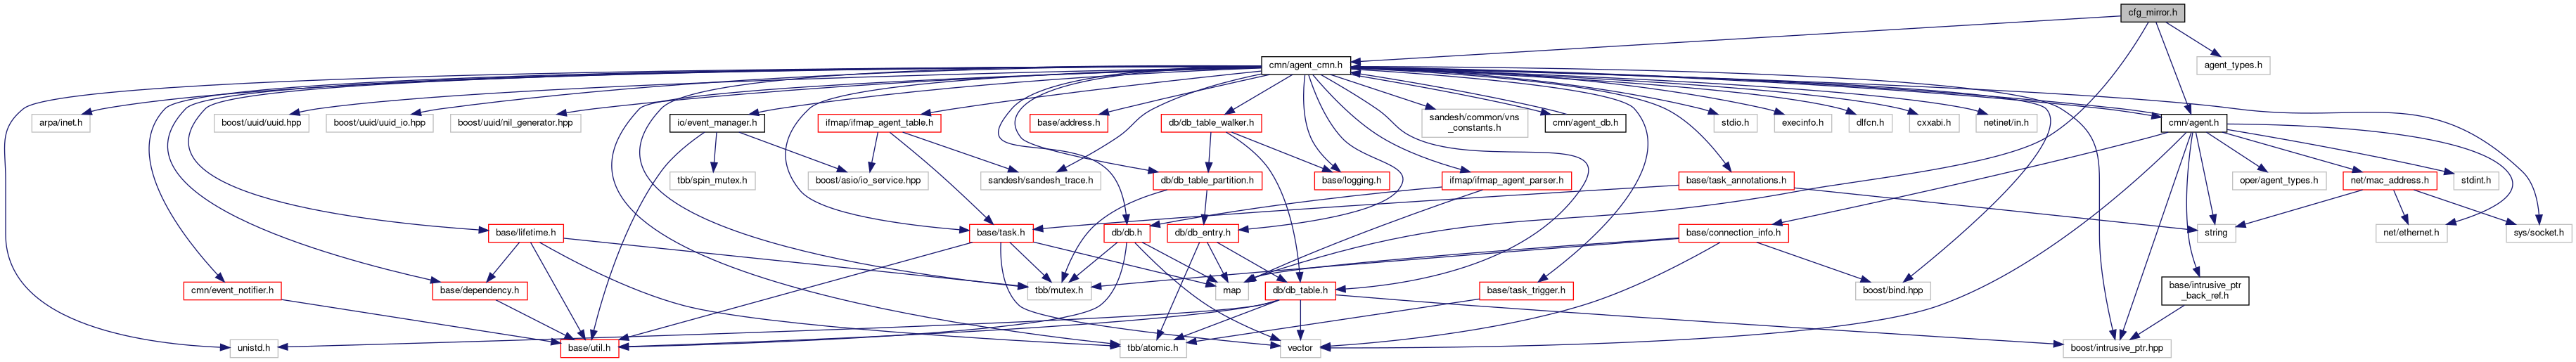 cfg_mirror.h
cmn/agent_cmn.h
agent_types.h
arpa/inet.h
boost/uuid/uuid.hpp
boost/uuid/uuid_io.hpp
boost/uuid/nil_generator.hpp
io/event_manager.h
ifmap/ifmap_agent_table.h
base/address.h
db/db_table_walker.h
sandesh/common/vns
_constants.h
cmn/agent_db.h
stdio.h
execinfo.h
dlfcn.h
cxxabi.h
netinet/in.h
cmn/agent.h
tbb/spin_mutex.h
boost/asio/io_service.hpp
sandesh/sandesh_trace.h
db/db_table_partition.h
base/logging.h
ifmap/ifmap_agent_parser.h
base/task_annotations.h
oper/agent_types.h
net/mac_address.h
stdint.h
base/lifetime.h
base/task.h
db/db.h
db/db_entry.h
base/connection_info.h
string
net/ethernet.h
sys/socket.h
cmn/event_notifier.h
base/dependency.h
tbb/mutex.h
map
db/db_table.h
base/task_trigger.h
boost/bind.hpp
base/intrusive_ptr
_back_ref.h
unistd.h
base/util.h
tbb/atomic.h
vector
boost/intrusive_ptr.hpp